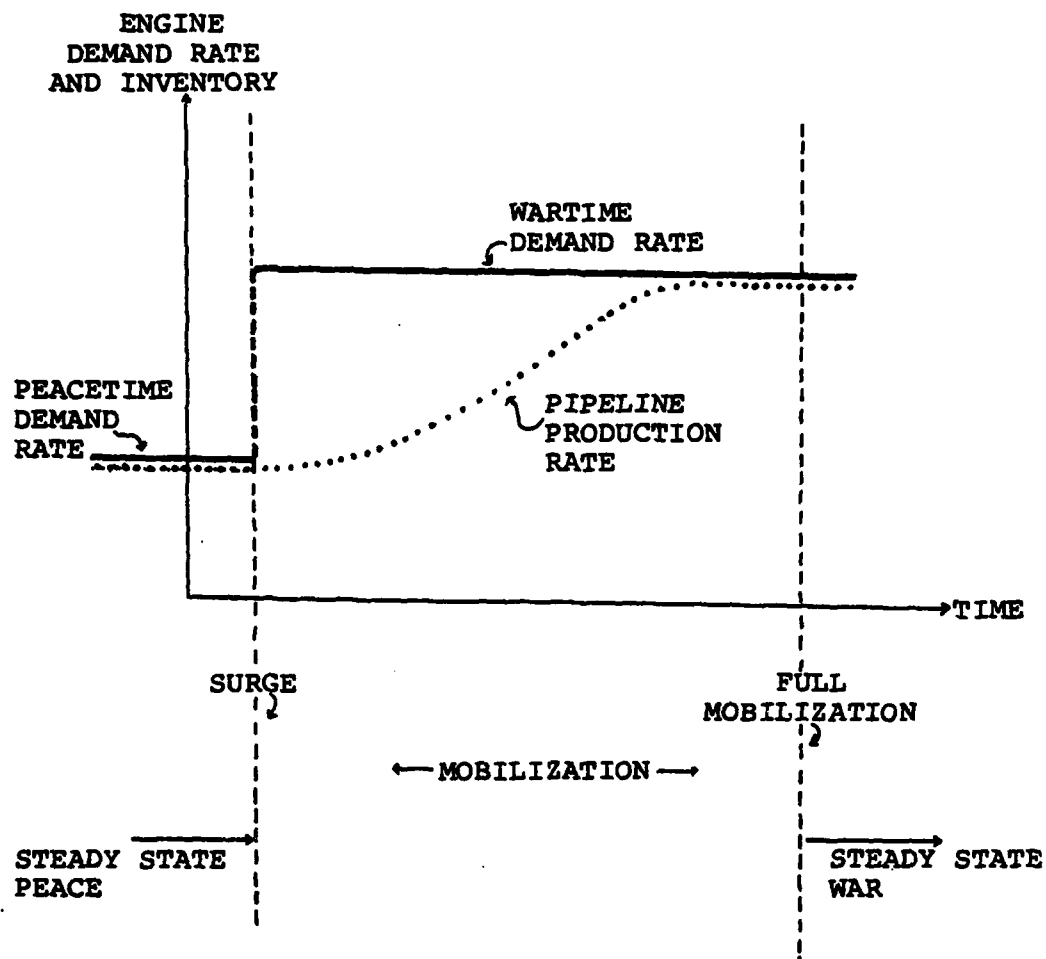 ENGINE
DEMAND RATE
AND INVENTORY
WARTIME
DEMAND RATE
PEACETIME
DEMAND
RATE
PIPELINE
PRODUCTION
RATE
TIME
SURGE
FULL
MOBILIZATION
MOBILIZATION
STEADY STATE
PEACE
STEADY STATE
WAR